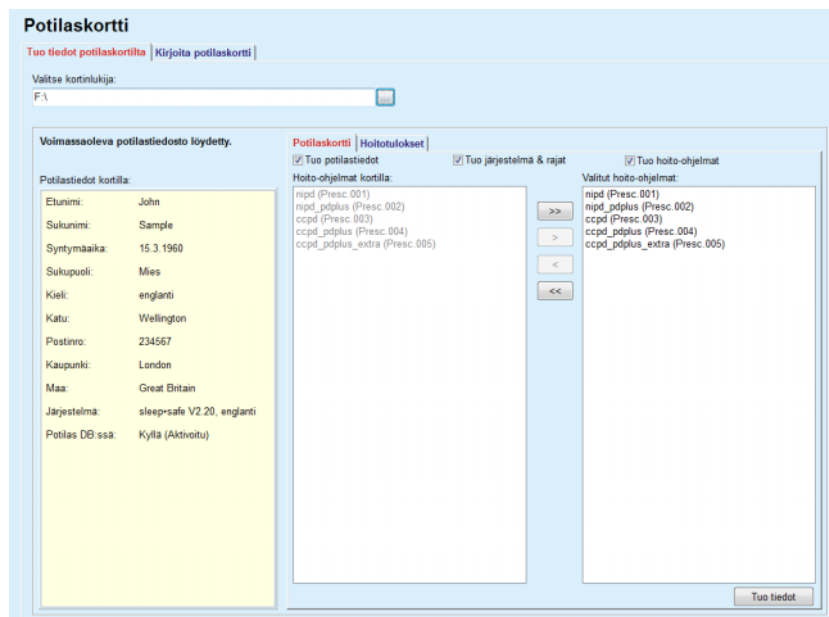 Potilaskortti
Tuo tiedot potilaskortilta Kirjoita potilaskortti
Valitse kortinlukija:
F:\
...
Voimassaoleva potilastiedosto löydetty.
Potilastiedot kortilla:
Etunimi: John
Sukunimi: Sample
Syntymäaika: 15.3.1960
Sukupuoli: Mies
Kieli: englanti
Katu: Wellington
Postinro: 234567
Kaupunki: London
Maa: Great Britain
Järjestelmä: sleep•safe V2.20, englanti
Potilas DB:ssä: Kyllä (Aktivoitu)
Potilaskortti Hoitotulokset
Tuo potilastiedot Tuo järjestelmä & rajat Tuo hoito-ohjelmat
Hoito-ohjelmat kortilla:
nipd (Presc.001)
nipd_pdplus (Presc.002)
ccpd (Presc.003)
ccpd_pdplus (Presc.004)
ccpd_pdplus_extra (Presc.005)
>>
>
<
<<
Valitut hoito-ohjelmat:
nipd (Presc.001)
nipd_pdplus (Presc.002)
ccpd (Presc.003)
ccpd_pdplus (Presc.004)
ccpd_pdplus_extra (Presc.005)
Tuo tiedot